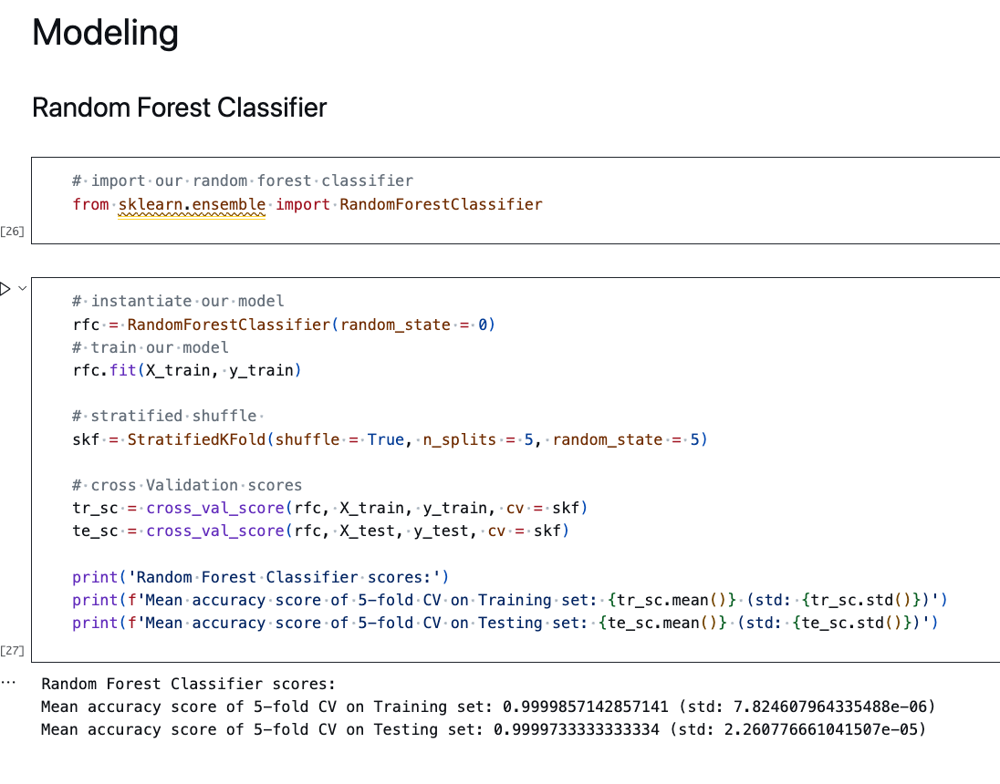 Modeling
Random Forest Classifier
# import our random forest classifier
from sklearn.ensemble import RandomForestClassifier
[26]
# instantiate our model
rfc = RandomForestClassifier(random_state = 0)
# train our model
rfc.fit(X_train, y_train)
# stratified shuffle
skf = StratifiedKFold(shuffle = True, n_splits = 5, random_state = 5)
# cross Validation scores
tr_sc = cross_val_score(rfc, X_train, y_train, cv = skf)
te_sc = cross_val_score(rfc, X_test, y_test, cv = skf)
print('Random Forest Classifier scores:')
print(f'Mean accuracy score of 5-fold CV on Training set: {tr_sc.mean()} (std: {tr_sc.std()})')
print(f'Mean accuracy score of 5-fold CV on Testing set: {te_sc.mean()} (std: {te_sc.std()})')
[27]
...
Random Forest Classifier scores:
Mean accuracy score of 5-fold CV on Training set: 0.9999857142857141 (std: 7.824607964335488e-06)
Mean accuracy score of 5-fold CV on Testing set: 0.9999733333333334 (std: 2.260776661041507e-05)